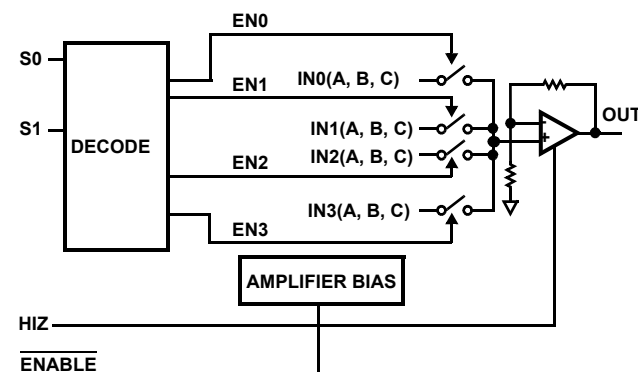 EN0
S0
IN0(A, B, C)
EN1
OUT
S1
IN1(A, B, C)
DECODE
-
+
EN2
IN2(A, B, C)
IN3(A, B, C)
EN3
AMPLIFIER BIAS
HIZ
ENABLE